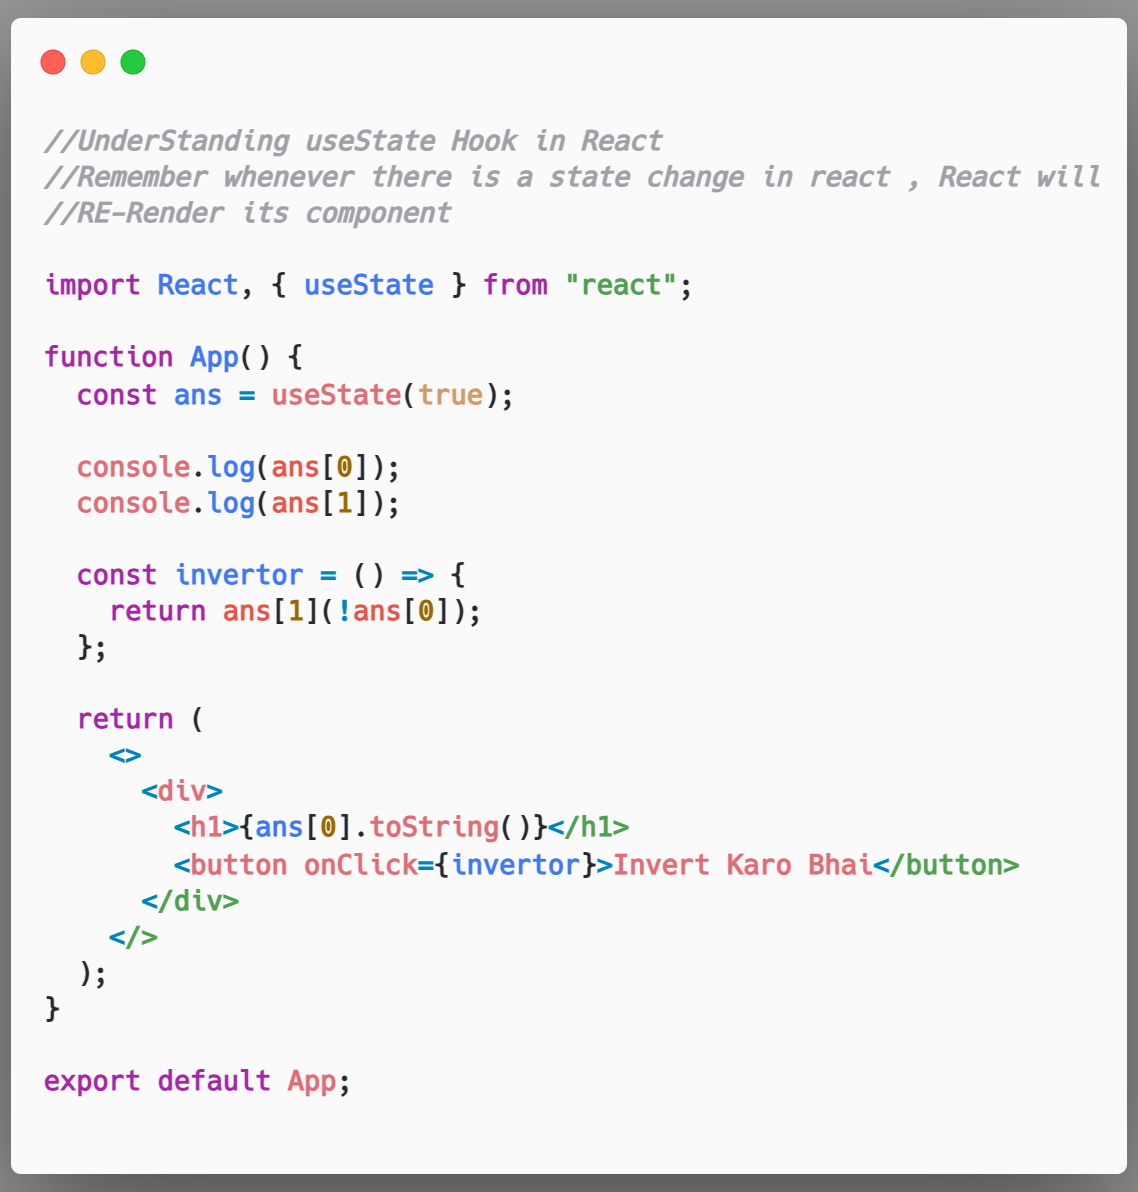 //UnderStanding useState Hook in React
//Remember whenever there is a state change in react , React will
//RE-Render its component

import React, { useState } from "react";

function App() {
  const ans = useState(true);

  console.log(ans[0]);
  console.log(ans[1]);

  const invertor = () => {
    return ans[1](!ans[0]);
  };

  return (
    <>
      <div>
        <h1>{ans[0].toString()}</h1>
        <button onClick={invertor}>Invert Karo Bhai</button>
      </div>
    </>
  );
}

export default App;